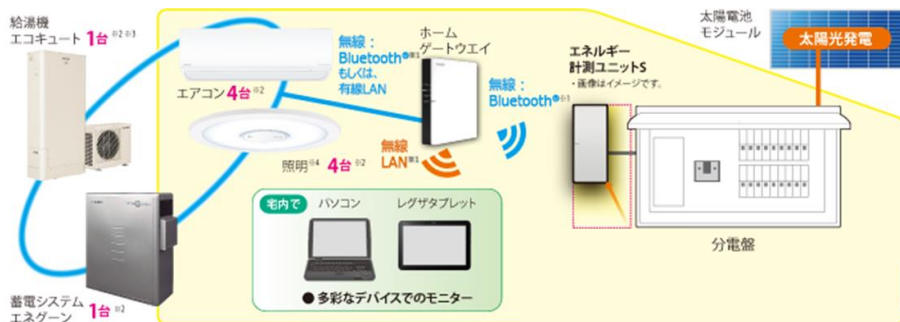 給湯機
エコキュート 1台 ※2 ※3
エアコン 4台 ※2
無線：
Bluetooth®※1
もしくは、
有線LAN
ホーム
ゲートウエイ
無線：
Bluetooth®※1
照明※4 4台 ※2
無線
LAN※1
エネルギー
計測ユニットS
・画像はイメージです。
太陽電池
モジュール
太陽光発電
分電盤
宅内で パソコン レグザタブレット
●多彩なデバイスでのモニター
蓄電システム
エネグーン 1台 ※2